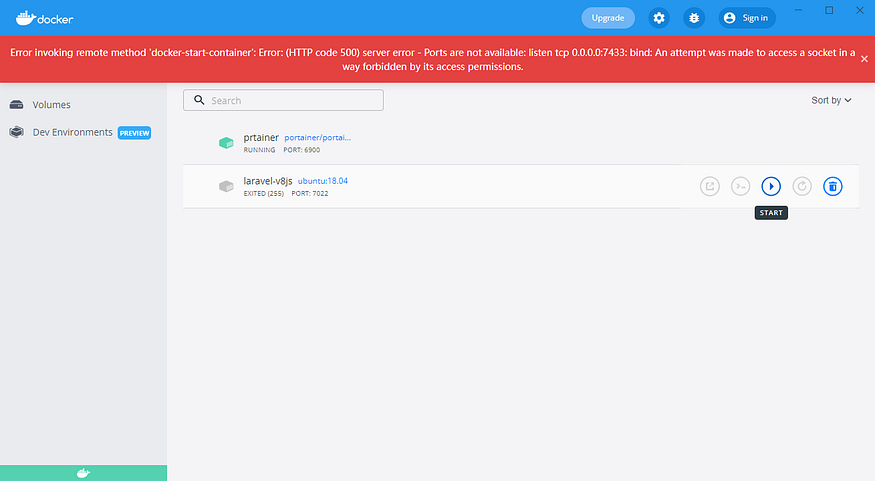 docker
Upgrade
Sign in
Error invoking remote method 'docker-start-container': Error: (HTTP code 500) server error - Ports are not available: listen tcp 0.0.0.0:7433: bind: An attempt was made to access a socket in a
way forbidden by its access permissions.
Volumes
Dev Environments PREVIEW
Search
Sort by
prtainer portainer/portai...
RUNNING PORT: 6900
laravel-v8js ubuntu:18.04
EXITED (255) PORT: 7022
START